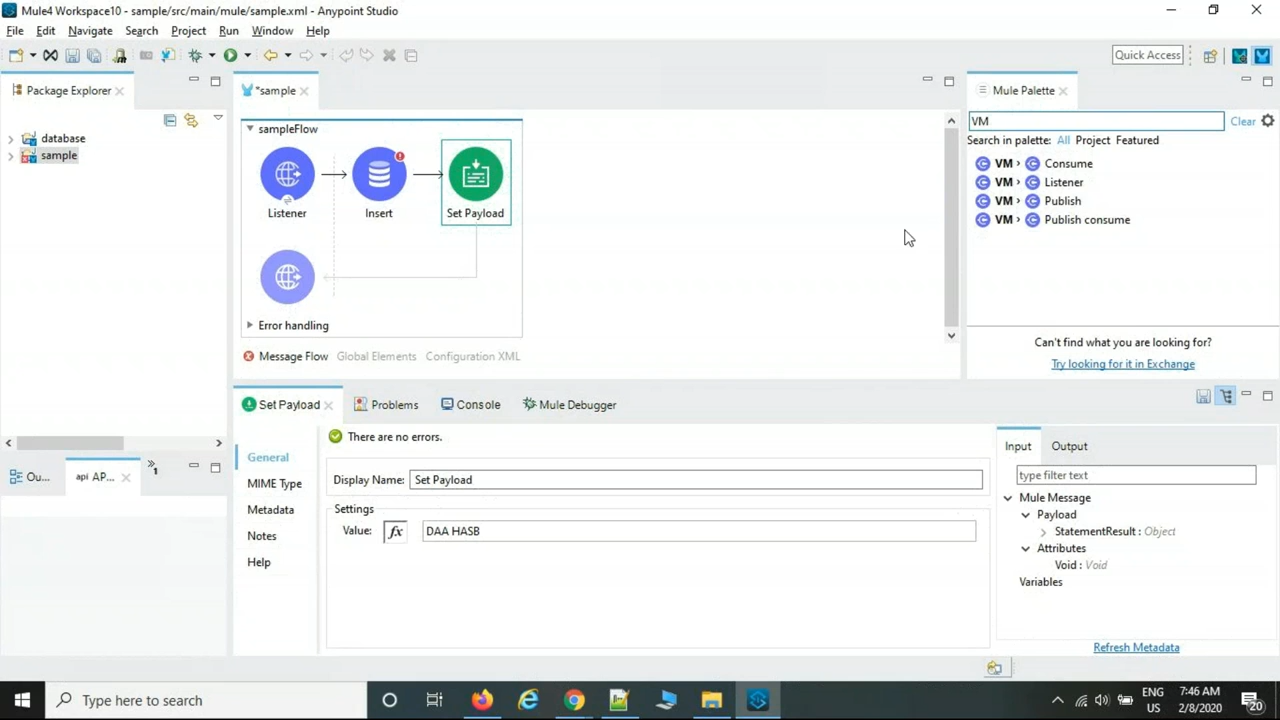 Mule4 Workspace10 - sample/src/main/mule/sample.xml - Anypoint Studio
File Edit Navigate Search Project Run Window Help
Quick Access
Package Explorer
*sample
Mule Palette
database
sample
sampleFlow
Listener
Insert
Set Payload
Error handling
Message Flow Global Elements Configuration XML
VM
Clear
Search in palette: All Project Featured
VM › Consume
VM › Listener
VM › Publish
VM › Publish consume
Can't find what you are looking for?
Try looking for it in Exchange
Ou...
api AP...
1
Set Payload
Problems
Console
Mule Debugger
There are no errors.
General
MIME Type
Metadata
Notes
Help
Display Name: Set Payload
Settings
Value: fx DAA HASB
Input Output
type filter text
Mule Message
Payload
StatementResult : Object
Attributes
Void : Void
Variables
Refresh Metadata
Type here to search
ENG
US
7:46 AM
2/8/2020
20